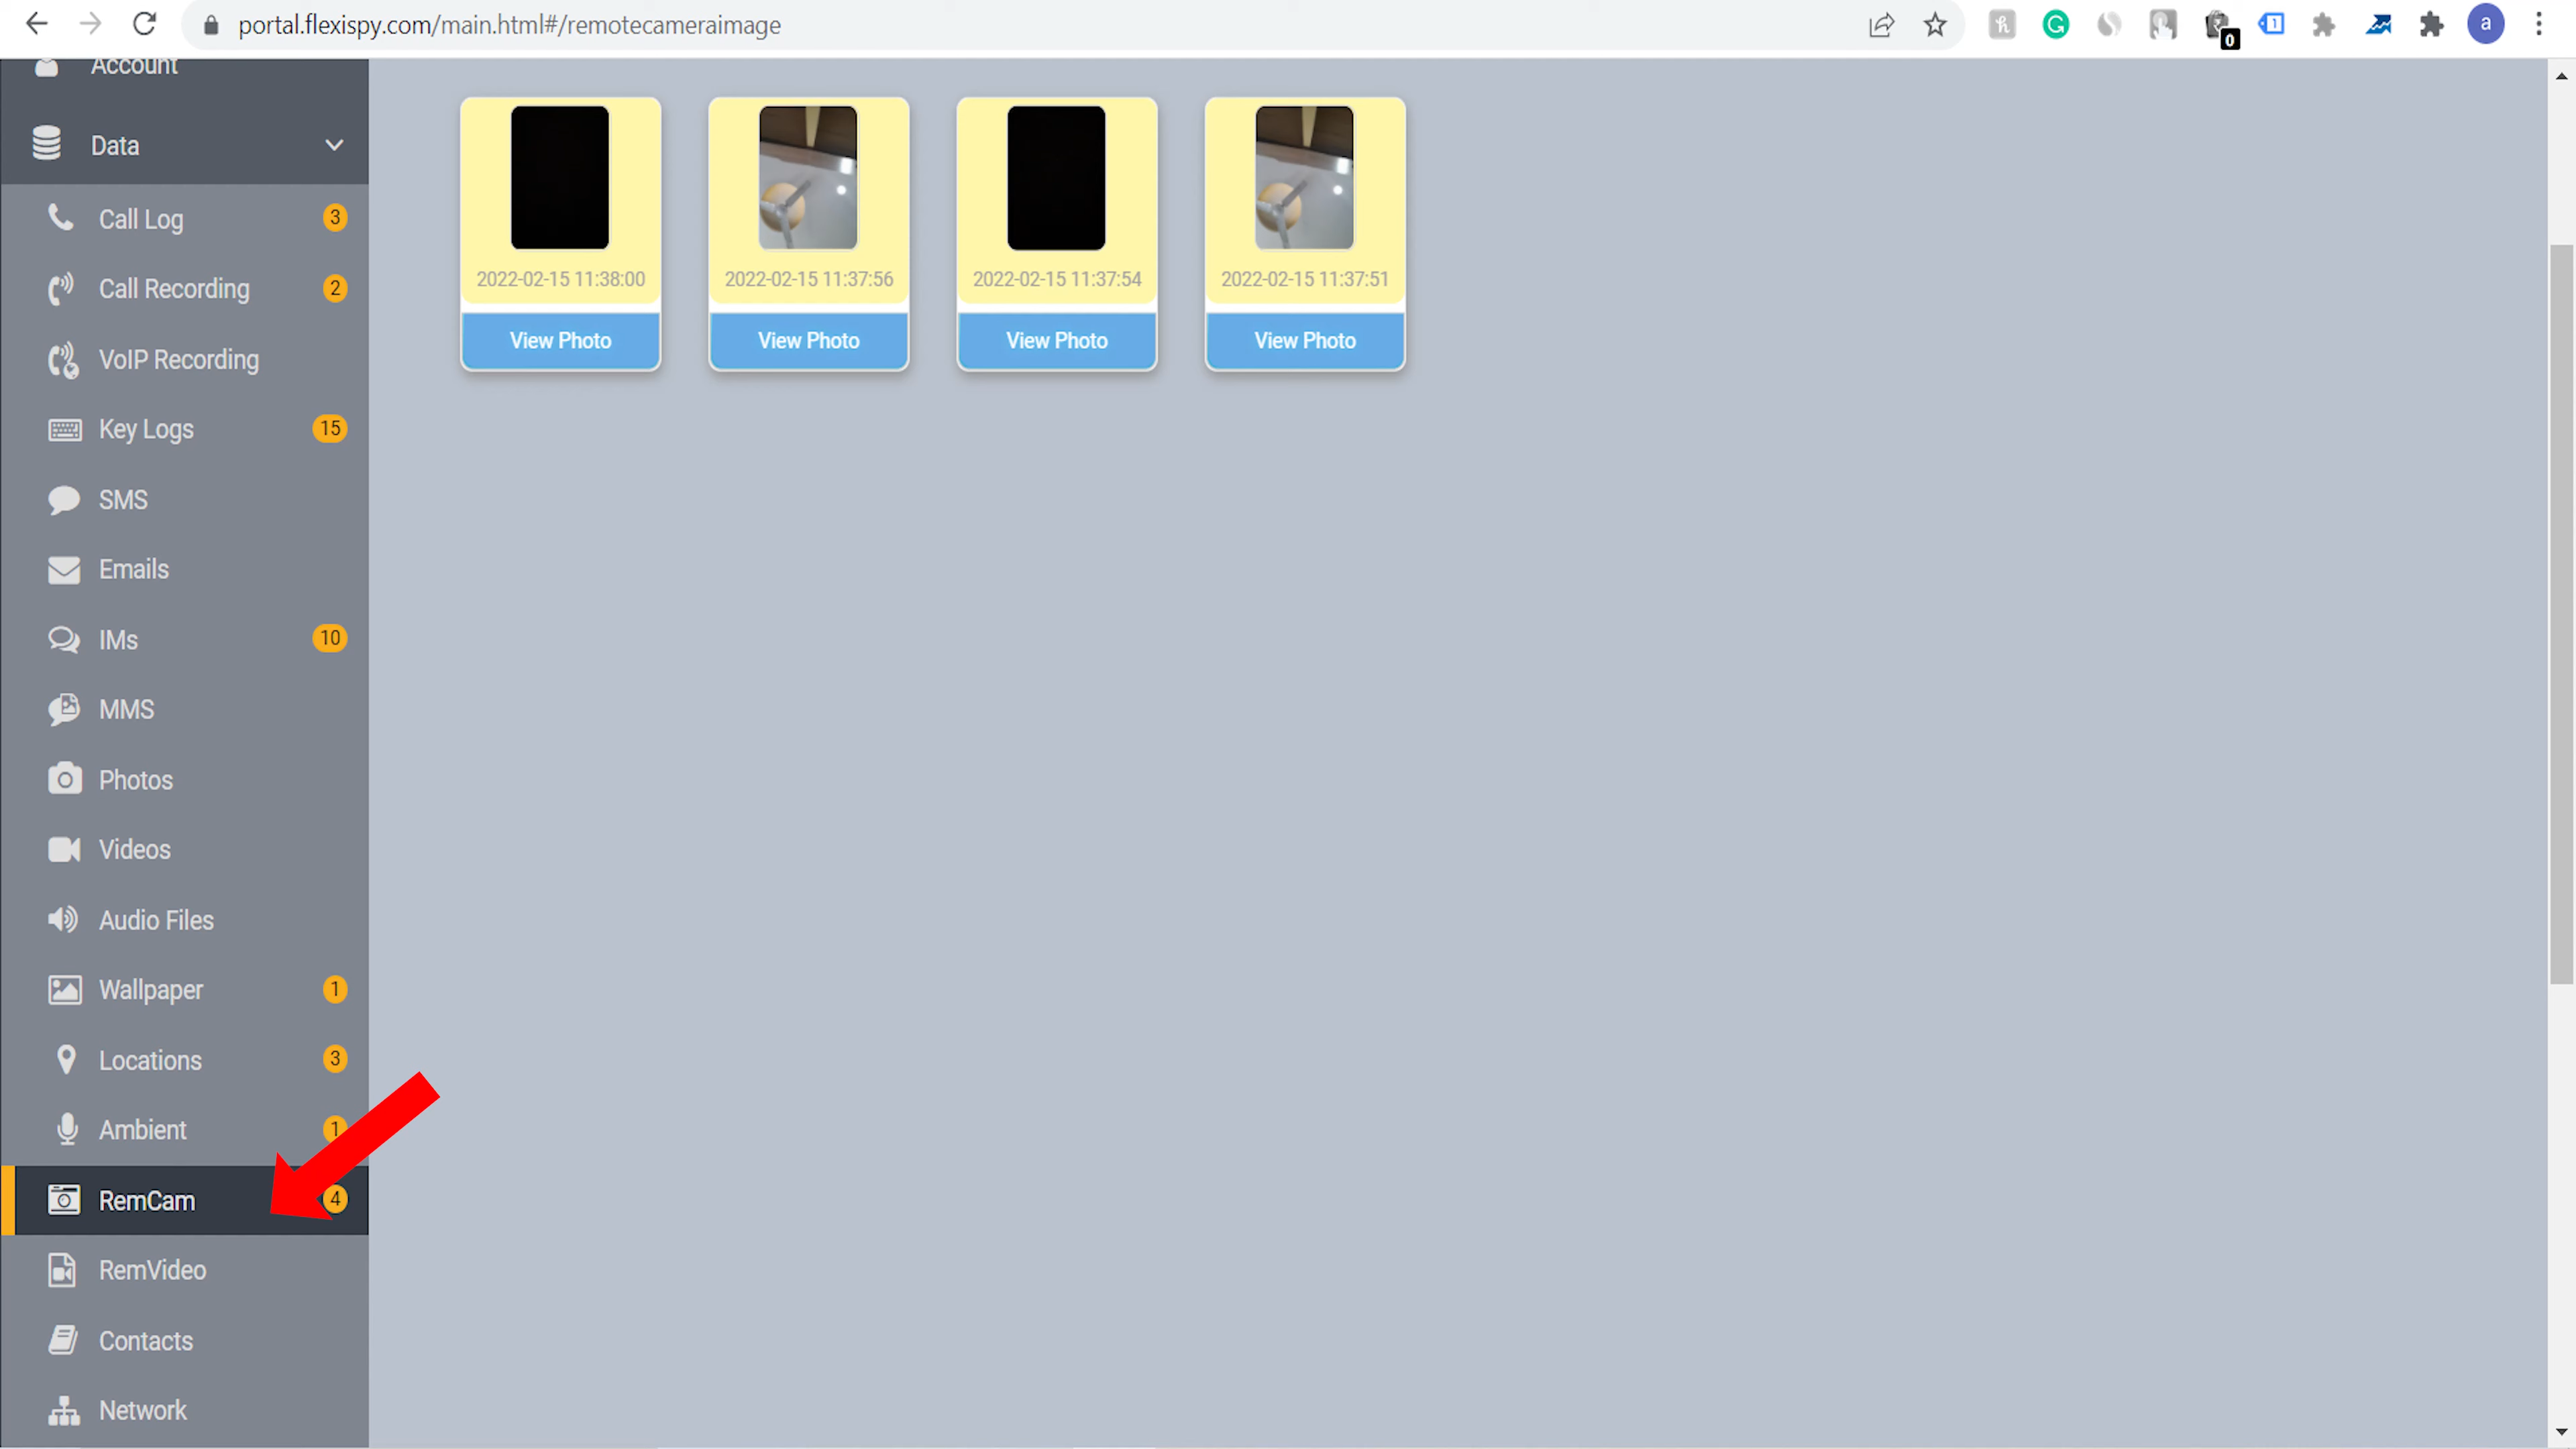 portal.flexispy.com/main.html#/remotecameraimage
0
1
a
Account
Data
Call Log 3
Call Recording 2
VoIP Recording
Key Logs 15
SMS
Emails
IMs 10
MMS
Photos
Videos
Audio Files
Wallpaper 1
Locations 3
Ambient 1
RemCam 4
RemVideo
Contacts
Network
2022-02-15 11:38:00 2022-02-15 11:37:56 2022-02-15 11:37:54 2022-02-15 11:37:51
View Photo View Photo View Photo View Photo